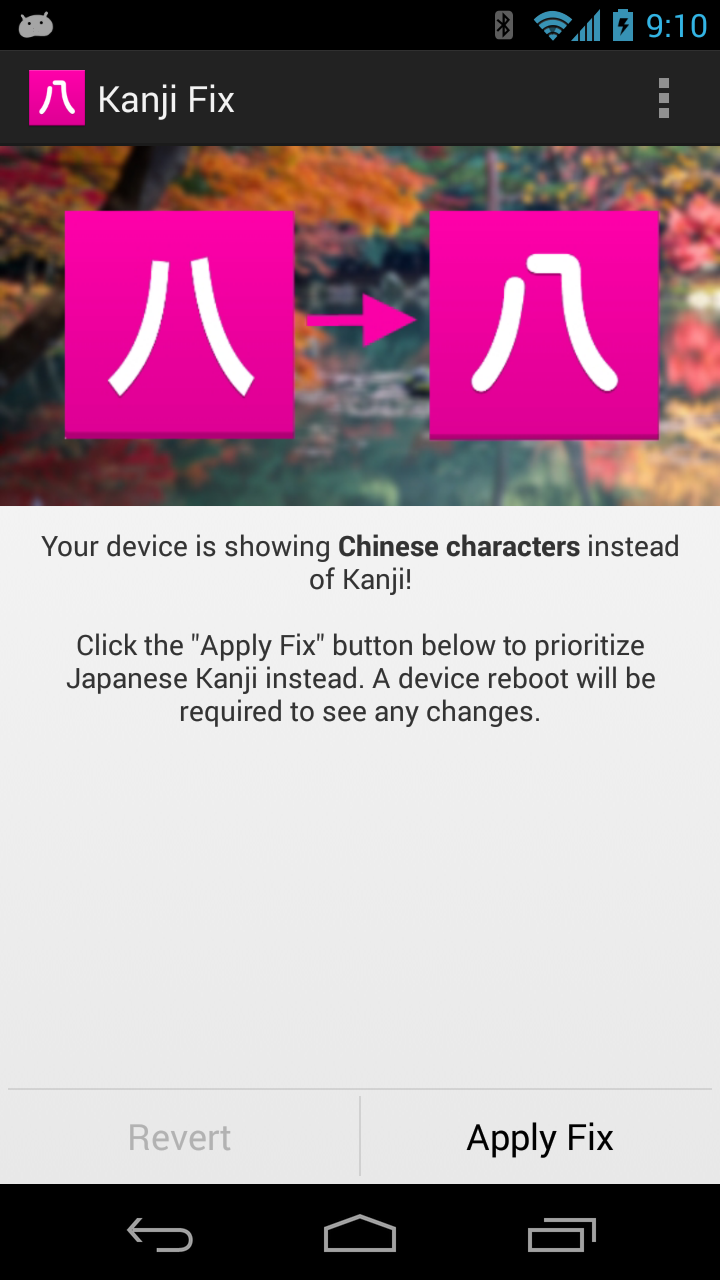 9:10
八 Kanji Fix
八 八
Your device is showing Chinese characters instead
of Kanji!
Click the "Apply Fix" button below to prioritize
Japanese Kanji instead. A device reboot will be
required to see any changes.
Revert Apply Fix